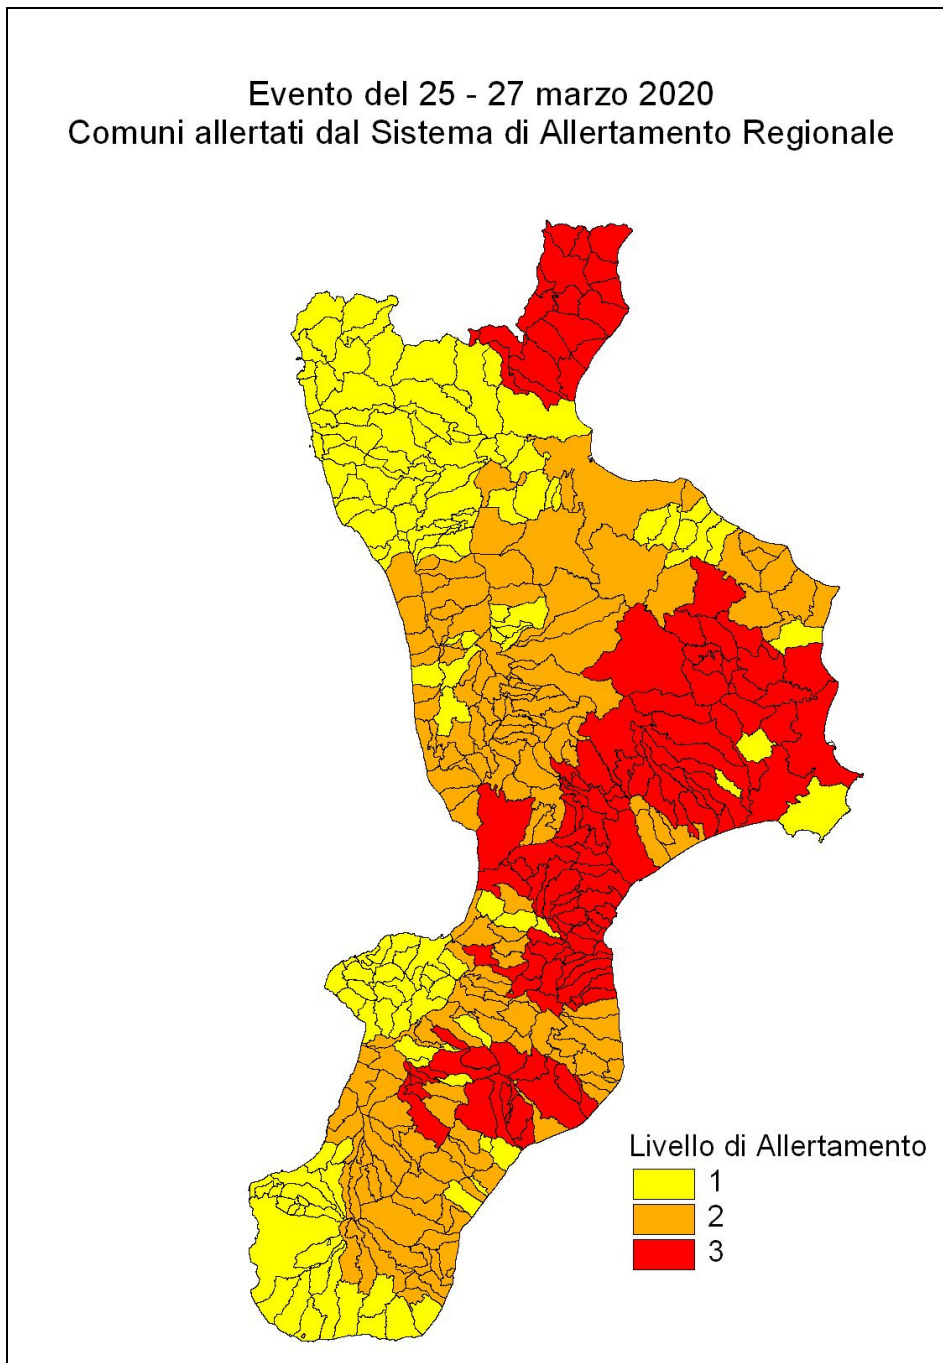 Evento del 25 - 27 marzo 2020
Comuni allertati dal Sistema di Allertamento Regionale
Livello di Allertamento
1
2
3